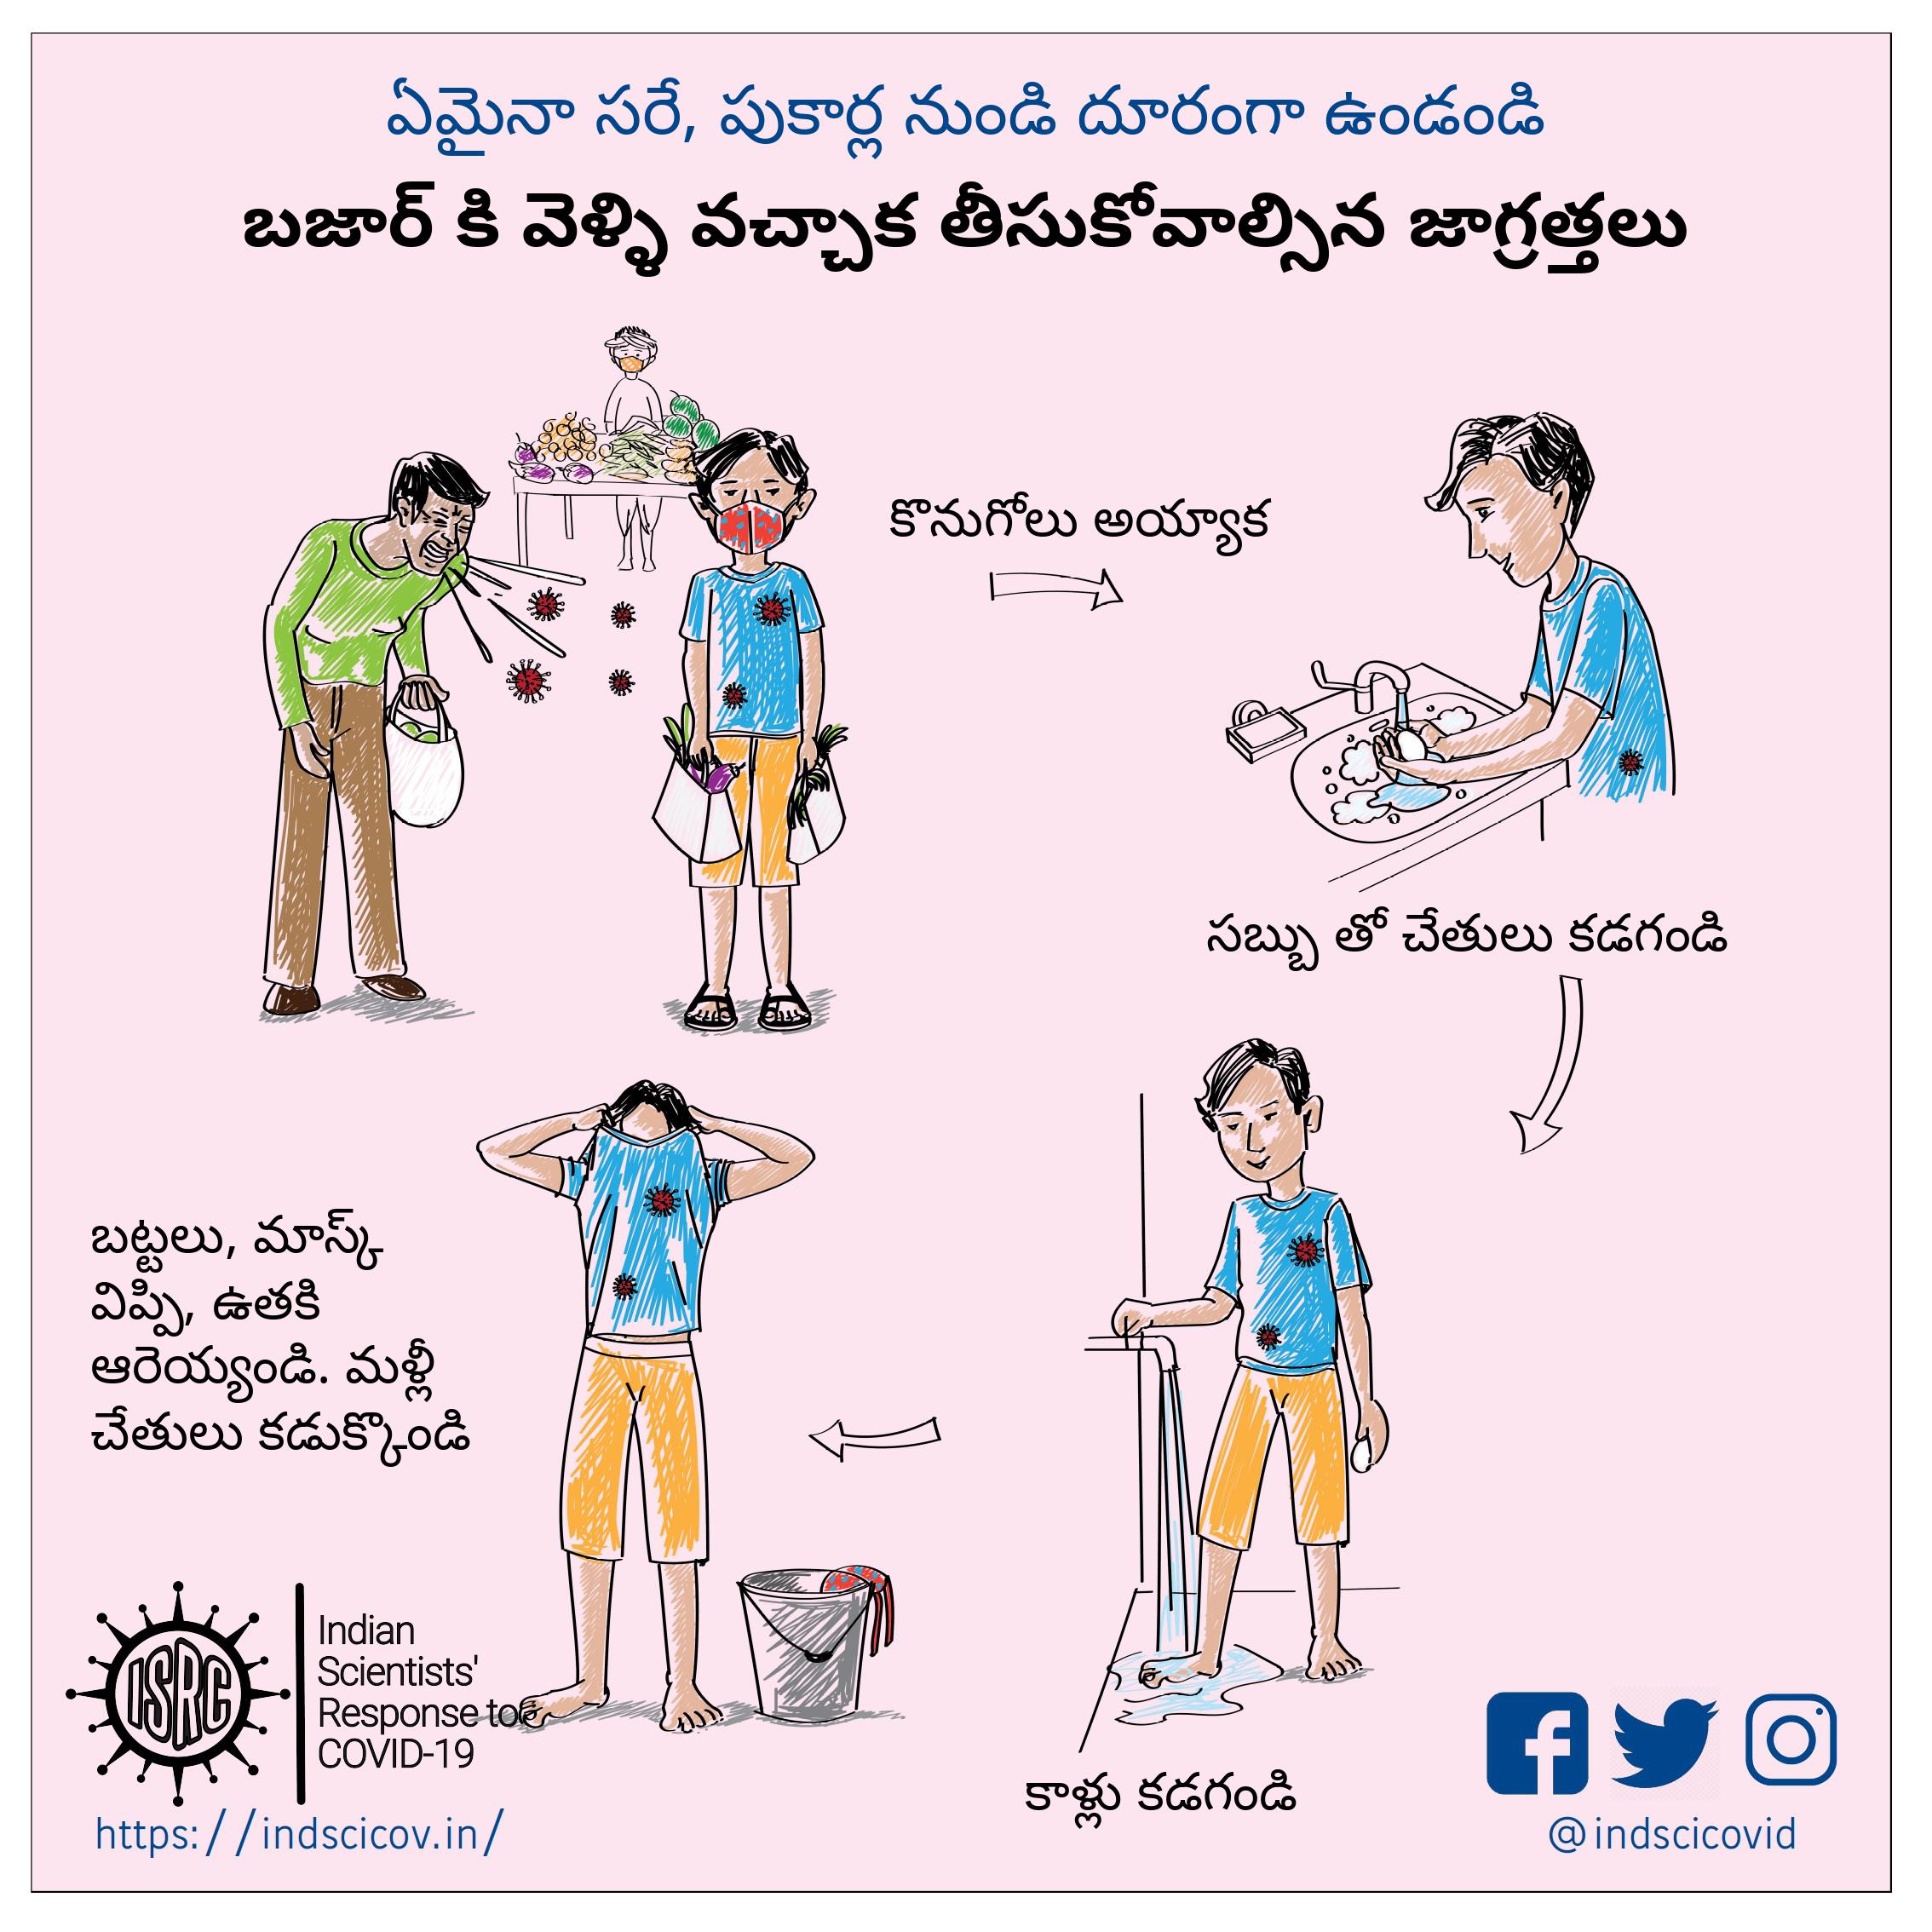 ఏమైనా సరే, పుకార్ల నుండి దూరంగా ఉండండి
బజార్ కి వెళ్ళి వచ్చాక తీసుకోవాల్సిన జాగ్రత్తలు
కొనుగోలు అయ్యాక
సబ్బు తో చేతులు కడగండి
బట్టలు, మాస్క్
విప్పి, ఉతకి
ఆరెయ్యండి. మళ్లీ
చేతులు కడుక్కొండి
కాళ్లు కడగండి
ISRC
Indian
Scientists'
Response to
COVID-19
https://indscicov.in/
@indscicovid